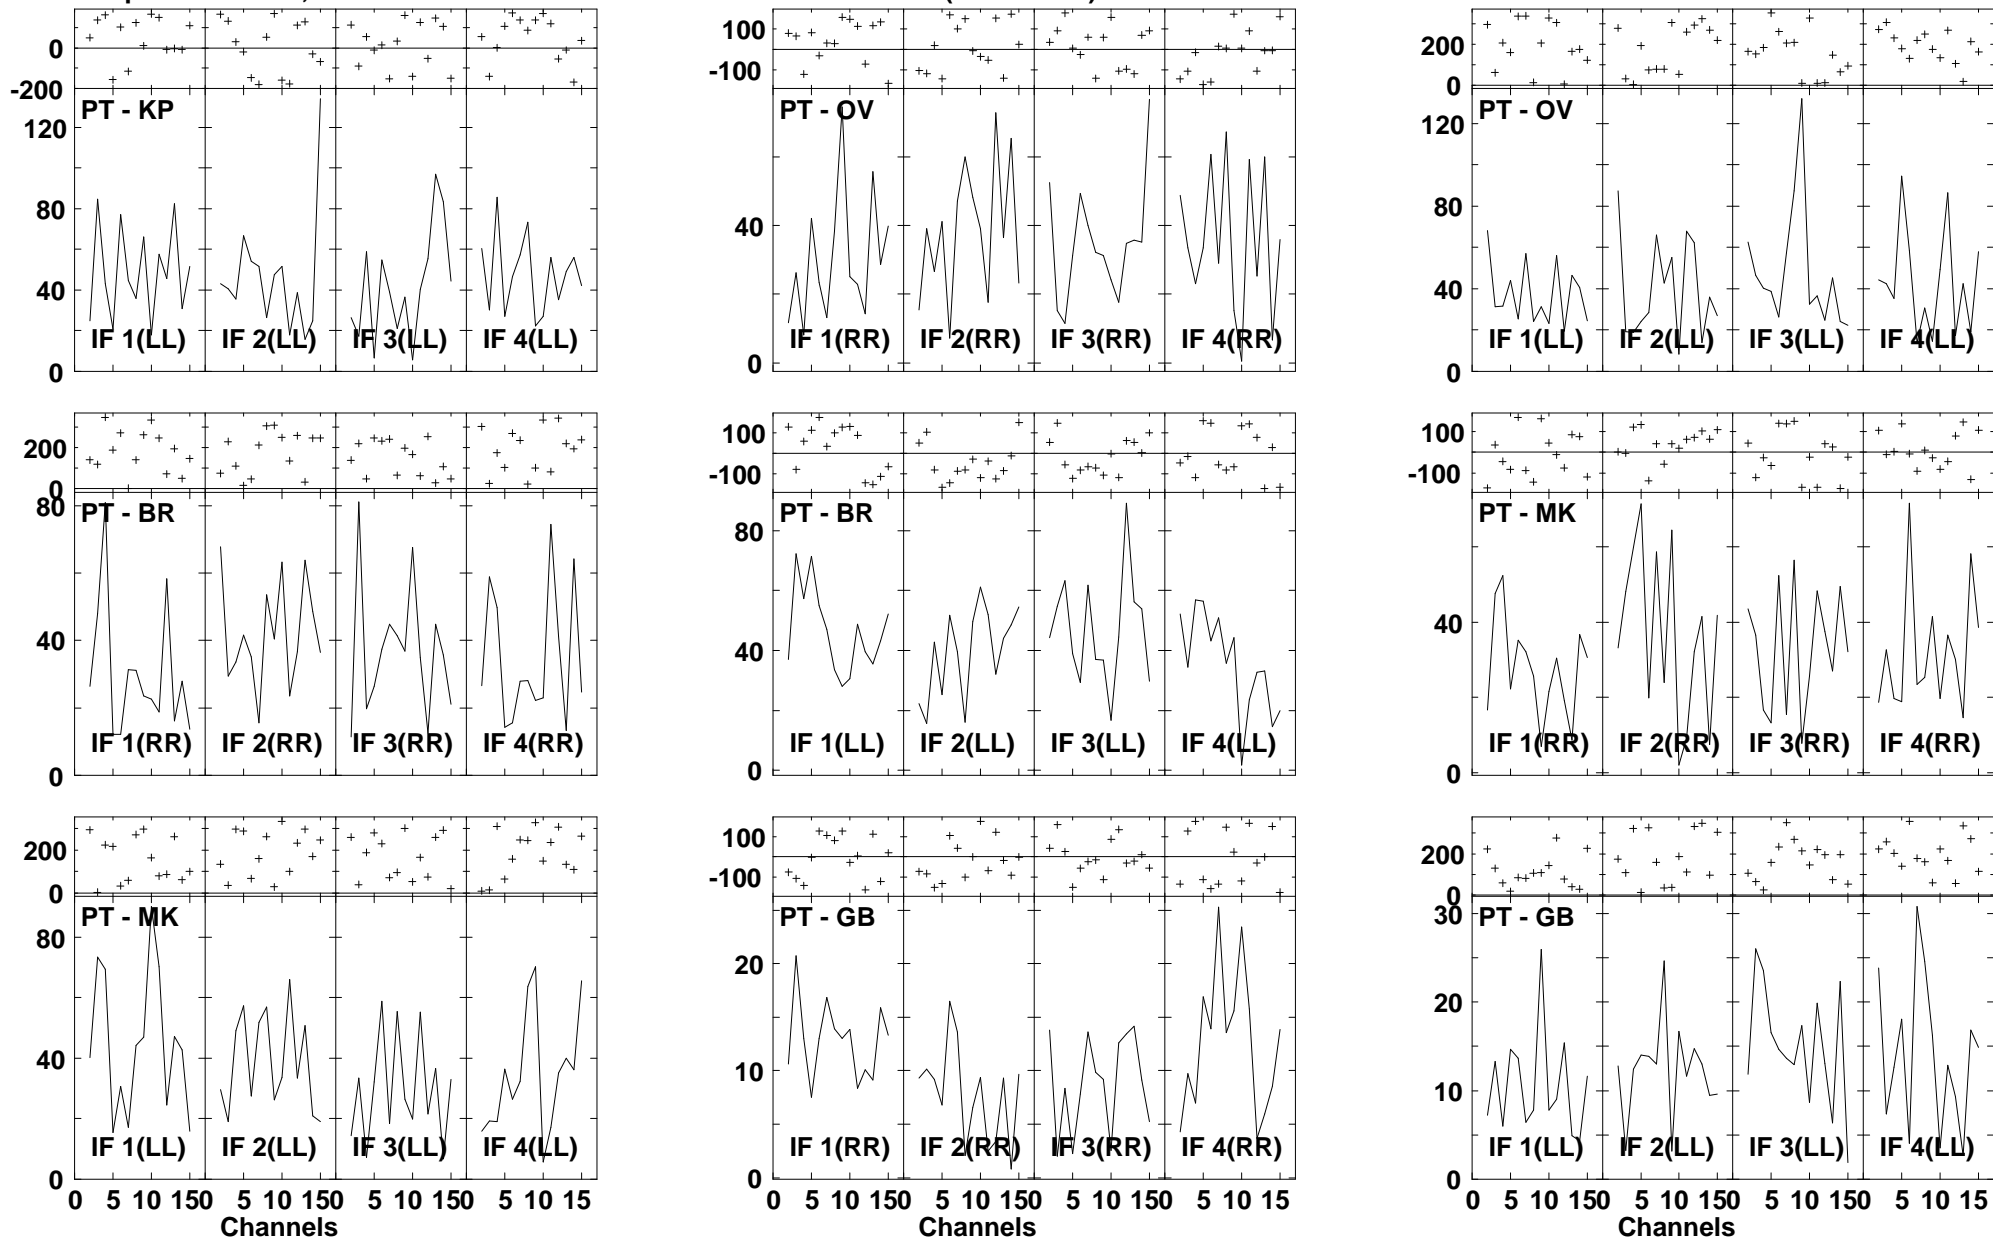 0
-200
100
-100
200
0
PT - KP
PT - OV
PT - OV
120
80
40
0
40
0
120
80
40
0
IF 1(LL) IF 2(LL) IF 3(LL) IF 4(LL)
IF 1(RR) IF 2(RR) IF 3(RR) IF 4(RR)
IF 1(LL) IF 2(LL) IF 3(LL) IF 4(LL)
200
0
100
-100
100
-100
PT - BR
PT - BR
PT - MK
80
40
0
80
40
0
40
0
IF 1(RR) IF 2(RR) IF 3(RR) IF 4(RR)
IF 1(LL) IF 2(LL) IF 3(LL) IF 4(LL)
IF 1(RR) IF 2(RR) IF 3(RR) IF 4(RR)
200
0
100
-100
200
0
PT - MK
PT - GB
PT - GB
80
40
0
20
10
0
30
20
10
0
IF 1(LL) IF 2(LL) IF 3(LL) IF 4(LL)
IF 1(RR) IF 2(RR) IF 3(RR) IF 4(RR)
IF 1(LL) IF 2(LL) IF 3(LL) IF 4(LL)
0 5 10 150 5 10 150 5 10 150 5 10 15
0 5 10 150 5 10 150 5 10 150 5 10 15
0 5 10 150 5 10 150 5 10 150 5 10 15
Channels
Channels
Channels